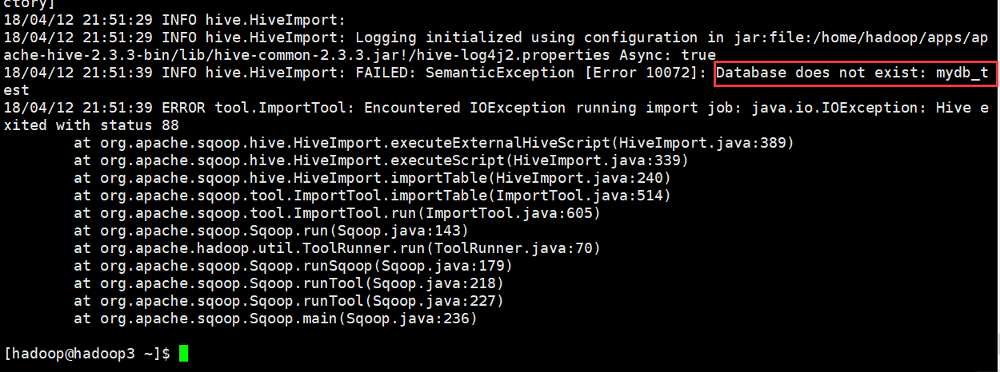 ctory]
18/04/12 21:51:29 INFO hive.HiveImport:
18/04/12 21:51:29 INFO hive.HiveImport: Logging initialized using configuration in jar:file:/home/hadoop/apps/ap
ache-hive-2.3.3-bin/lib/hive-common-2.3.3.jar!/hive-log4j2.properties Async: true
18/04/12 21:51:39 INFO hive.HiveImport: FAILED: SemanticException [Error 10072]: Database does not exist: mydb_t
est
18/04/12 21:51:39 ERROR tool.ImportTool: Encountered IOException running import job: java.io.IOException: Hive e
xited with status 88
        at org.apache.sqoop.hive.HiveImport.executeExternalHiveScript(HiveImport.java:389)
        at org.apache.sqoop.hive.HiveImport.executeScript(HiveImport.java:339)
        at org.apache.sqoop.hive.HiveImport.importTable(HiveImport.java:240)
        at org.apache.sqoop.tool.ImportTool.importTable(ImportTool.java:514)
        at org.apache.sqoop.tool.ImportTool.run(ImportTool.java:605)
        at org.apache.sqoop.Sqoop.run(Sqoop.java:143)
        at org.apache.hadoop.util.ToolRunner.run(ToolRunner.java:70)
        at org.apache.sqoop.Sqoop.runSqoop(Sqoop.java:179)
        at org.apache.sqoop.Sqoop.runTool(Sqoop.java:218)
        at org.apache.sqoop.Sqoop.runTool(Sqoop.java:227)
        at org.apache.sqoop.Sqoop.main(Sqoop.java:236)
[hadoop@hadoop3 ~]$